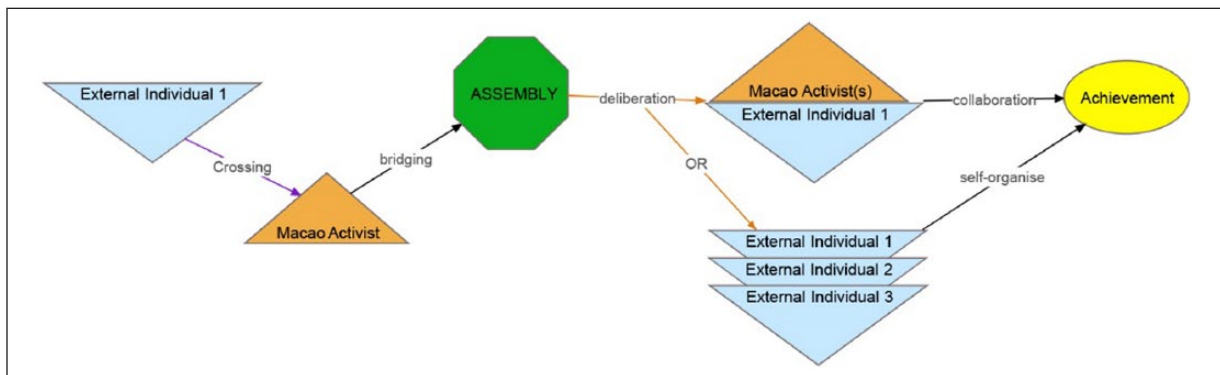 External Individual 1
Crossing
Macao Activist
bridging
ASSEMBLY
deliberation
OR
Macao Activist(s)
External Individual 1
collaboration
Achievement
External Individual 1
External Individual 2
External Individual 3
self-organise